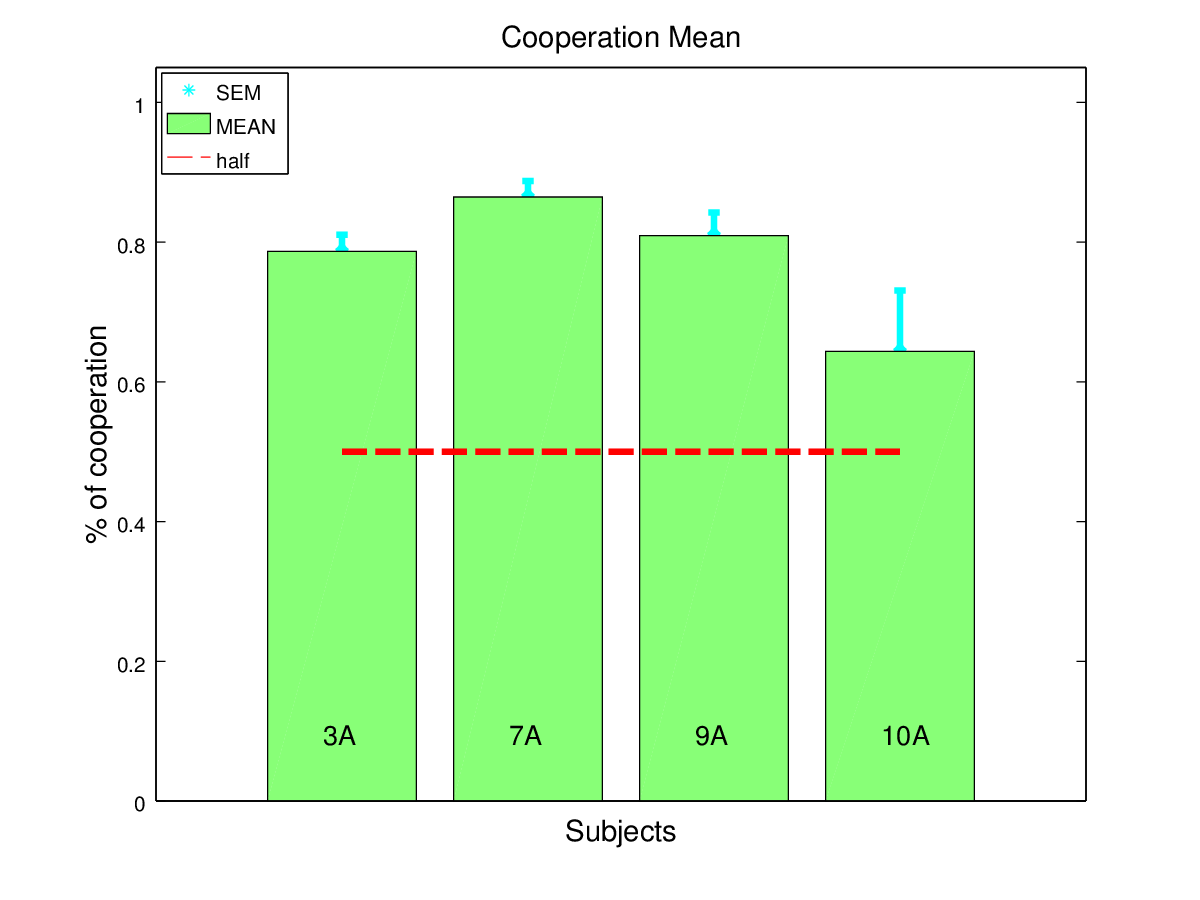 Cooperation Mean
SEM
MEAN
half
1
0.8
0.6
0.4
0.2
0
% of cooperation
3A
7A
9A
10A
Subjects